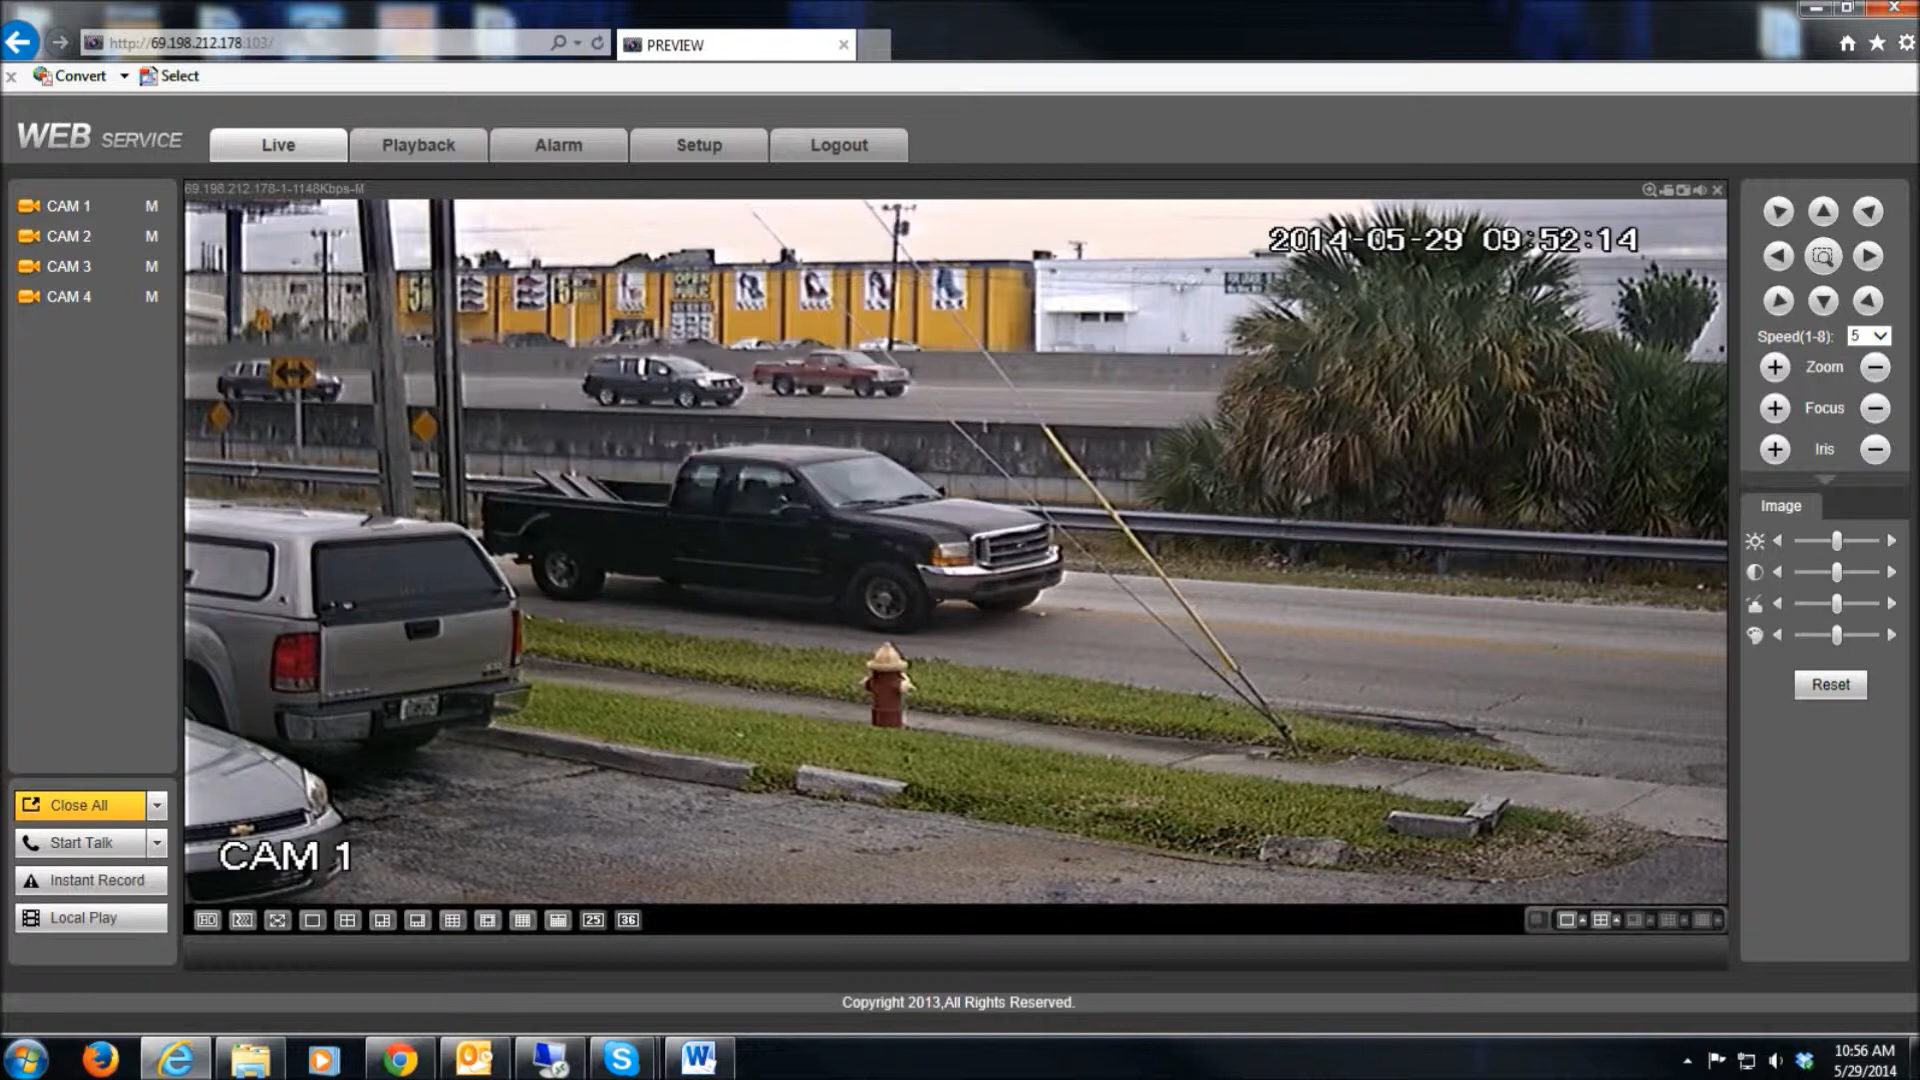 http://69.198.212.178:103/
PREVIEW
Convert
Select
WEB SERVICE
Live
Playback
Alarm
Setup
Logout
69.198.212.178-1-1148Kbps-M
CAM 1 M
CAM 2 M
CAM 3 M
CAM 4 M
2014-05-29 09:52:14
OPEN
CAM 1
Speed(1-8): 5
Zoom
Focus
Iris
Image
Reset
Close All
Start Talk
Instant Record
Local Play
HD
25
36
Copyright 2013,All Rights Reserved.
10:56 AM
5/29/2014